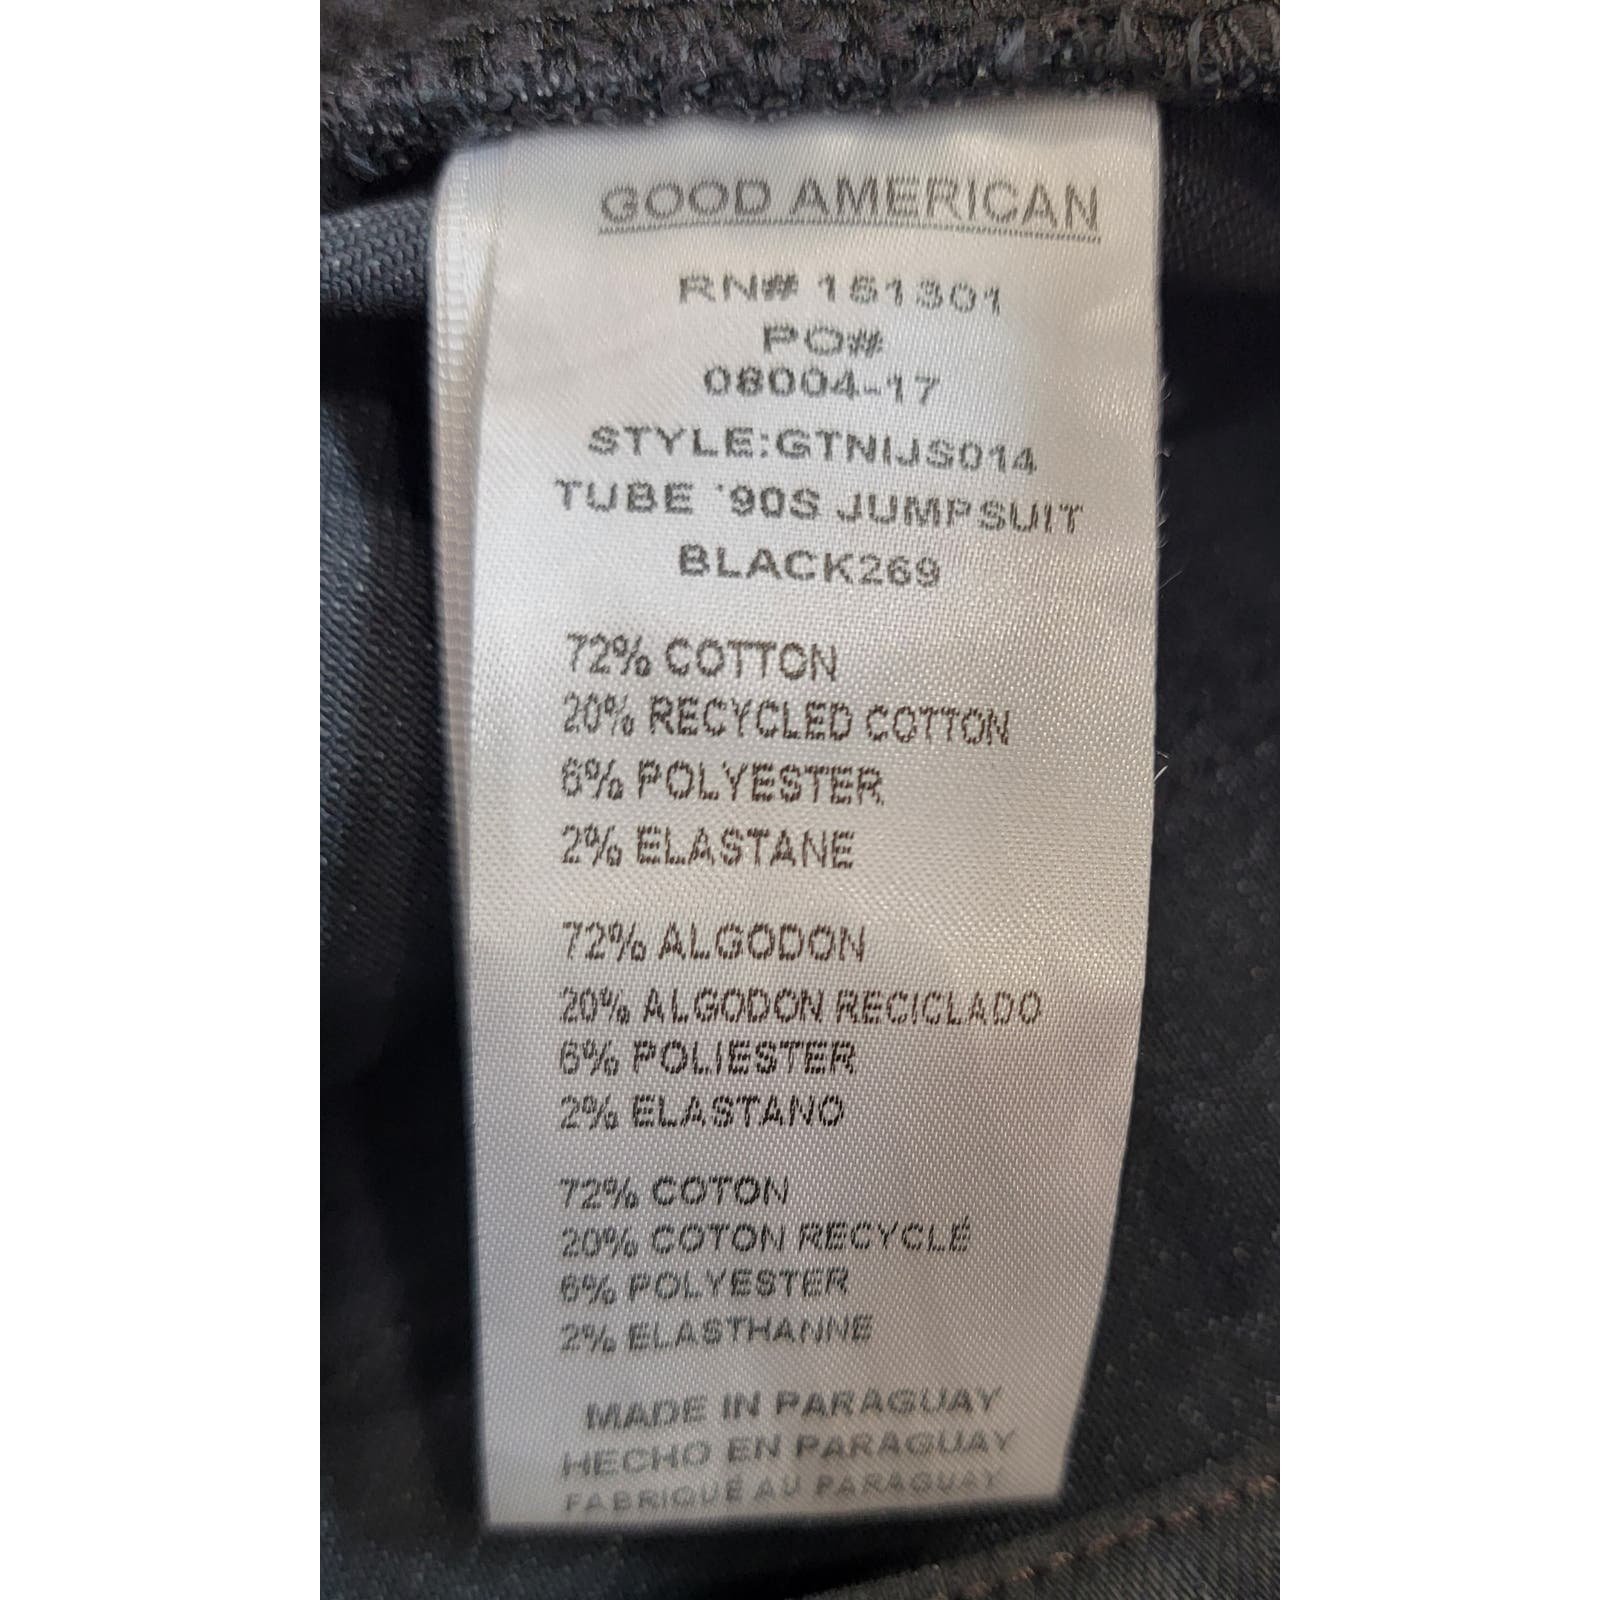 GOOD AMERICAN
RN# 151301
PO#
08004-17
STYLE:GTNIJS014
TUBE '90S JUMPSUIT
BLACK269
72% COTTON
20% RECYCLED COTTON
6% POLYESTER
2% ELASTANE
72% ALGODON
20% ALGODON RECICLADO
6% POLIESTER
2% ELASTANO
72% COTON
20% COTON RECYCLÉ
6% POLYESTER
2% ELASTHANNE
MADE IN PARAGUAY
HECHO EN PARAGUAY
FABRIQUÉ AU PARAGUAY